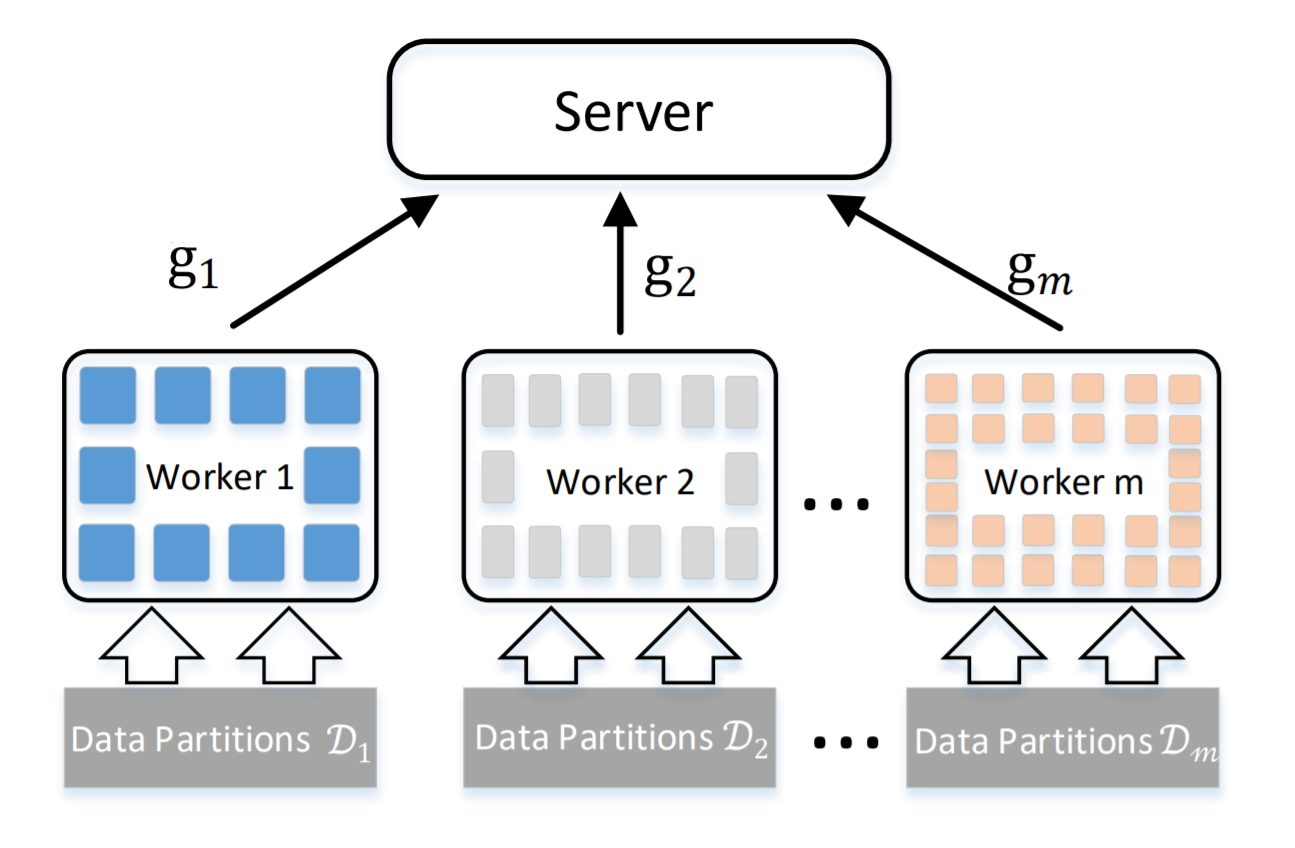 Server
g₁
g₂
gₘ
Worker 1
Worker 2
...
Worker m
Data Partitions 𝒟₁
Data Partitions 𝒟₂
...
Data Partitions 𝒟ₘ